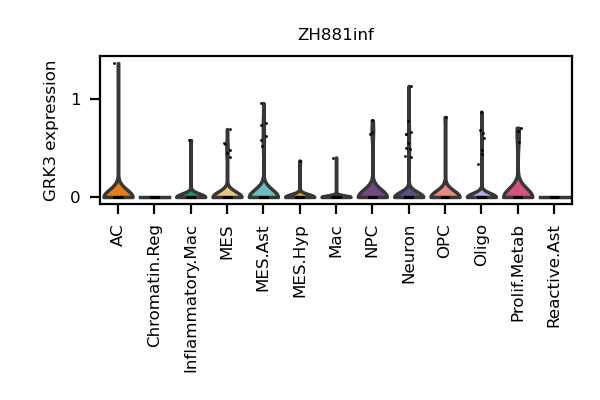 ZH881inf
GRK3 expression
1
0
AC
Chromatin.Reg
Inflammatory.Mac
MES
MES.Ast
MES.Hyp
Mac
NPC
Neuron
OPC
Oligo
Prolif.Metab
Reactive.Ast